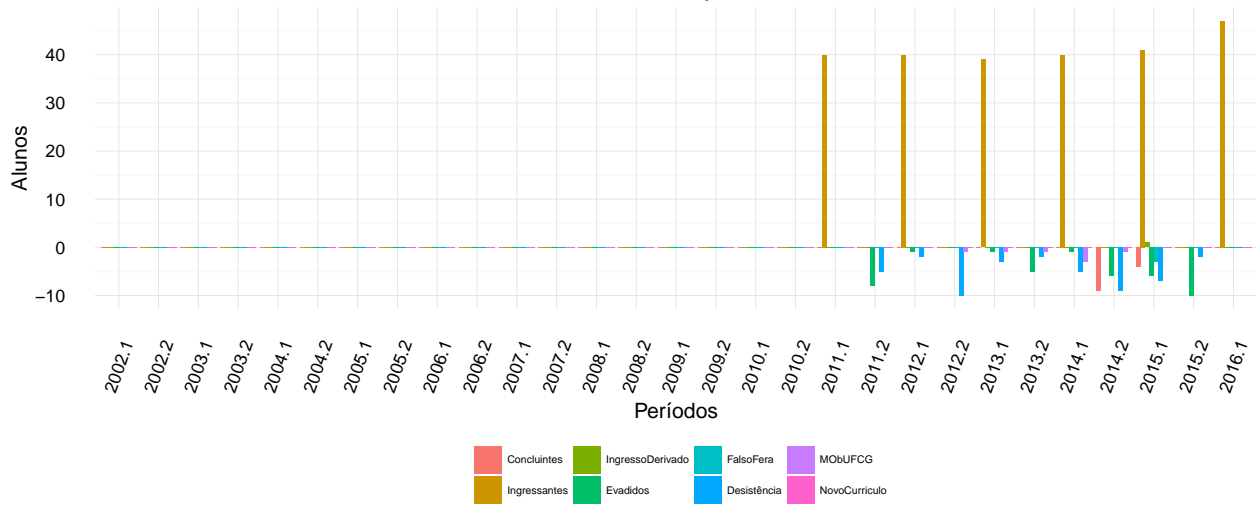 40
30
20
10
0
−10
Alunos
2002.1 2002.2 2003.1 2003.2 2004.1 2004.2 2005.1 2005.2 2006.1 2006.2 2007.1 2007.2 2008.1 2008.2 2009.1 2009.2 2010.1 2010.2 2011.1 2011.2 2012.1 2012.2 2013.1 2013.2 2014.1 2014.2 2015.1 2015.2 2016.1
Períodos
Concluintes IngressoDerivado FalsoFera MObUFCG
Ingressantes Evadidos Desistência NovoCurriculo